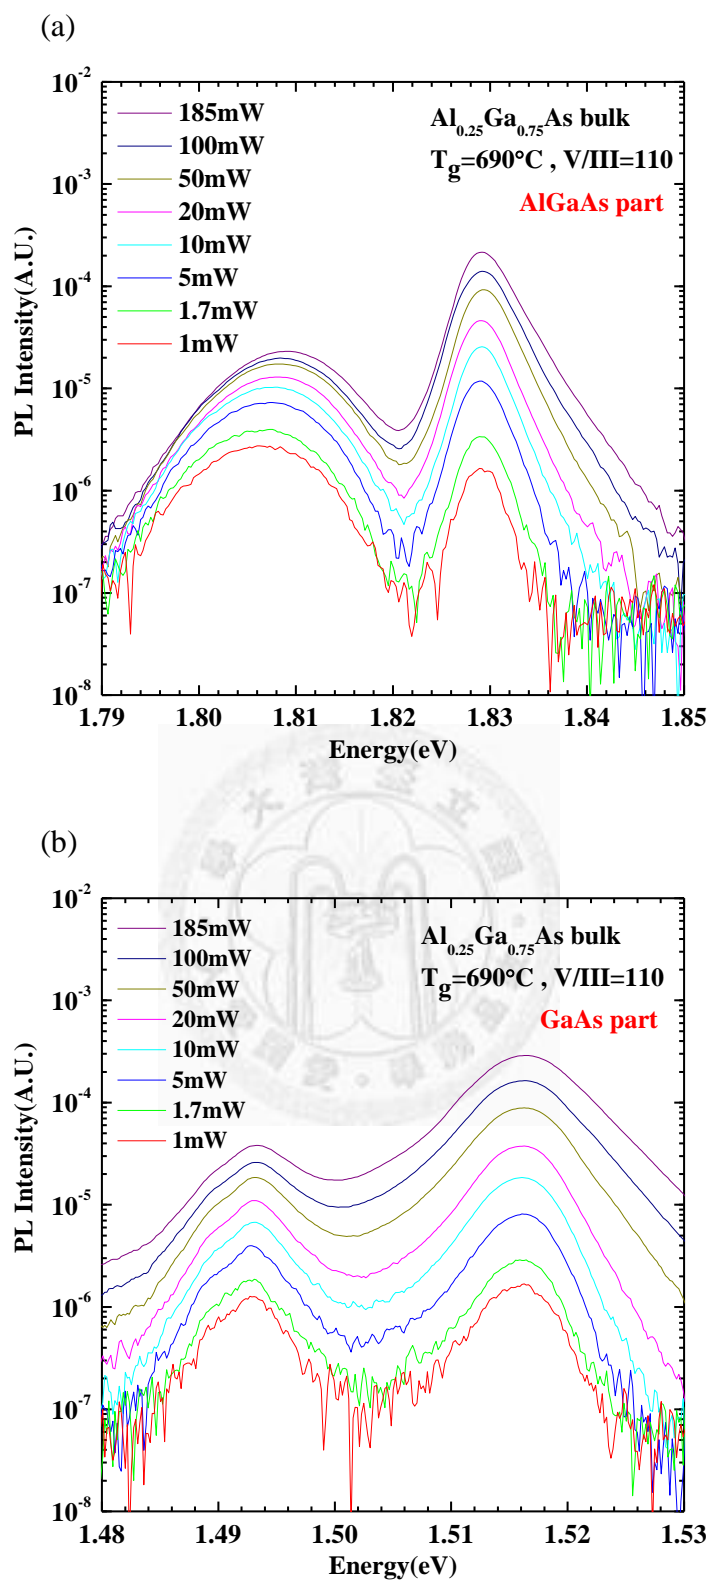 (a)
10-2
10-3
10-4
10-5
10-6
10-7
10-8
PL Intensity(A.U.)
185mW
100mW
50mW
20mW
10mW
5mW
1.7mW
1mW
Al0.25Ga0.75As bulk
Tg=690°C , V/III=110
AlGaAs part
1.79 1.80 1.81 1.82 1.83 1.84 1.85
Energy(eV)
(b)
10-2
10-3
10-4
10-5
10-6
10-7
10-8
PL Intensity(A.U.)
185mW
100mW
50mW
20mW
10mW
5mW
1.7mW
1mW
Al0.25Ga0.75As bulk
Tg=690°C , V/III=110
GaAs part
1.48 1.49 1.50 1.51 1.52 1.53
Energy(eV)